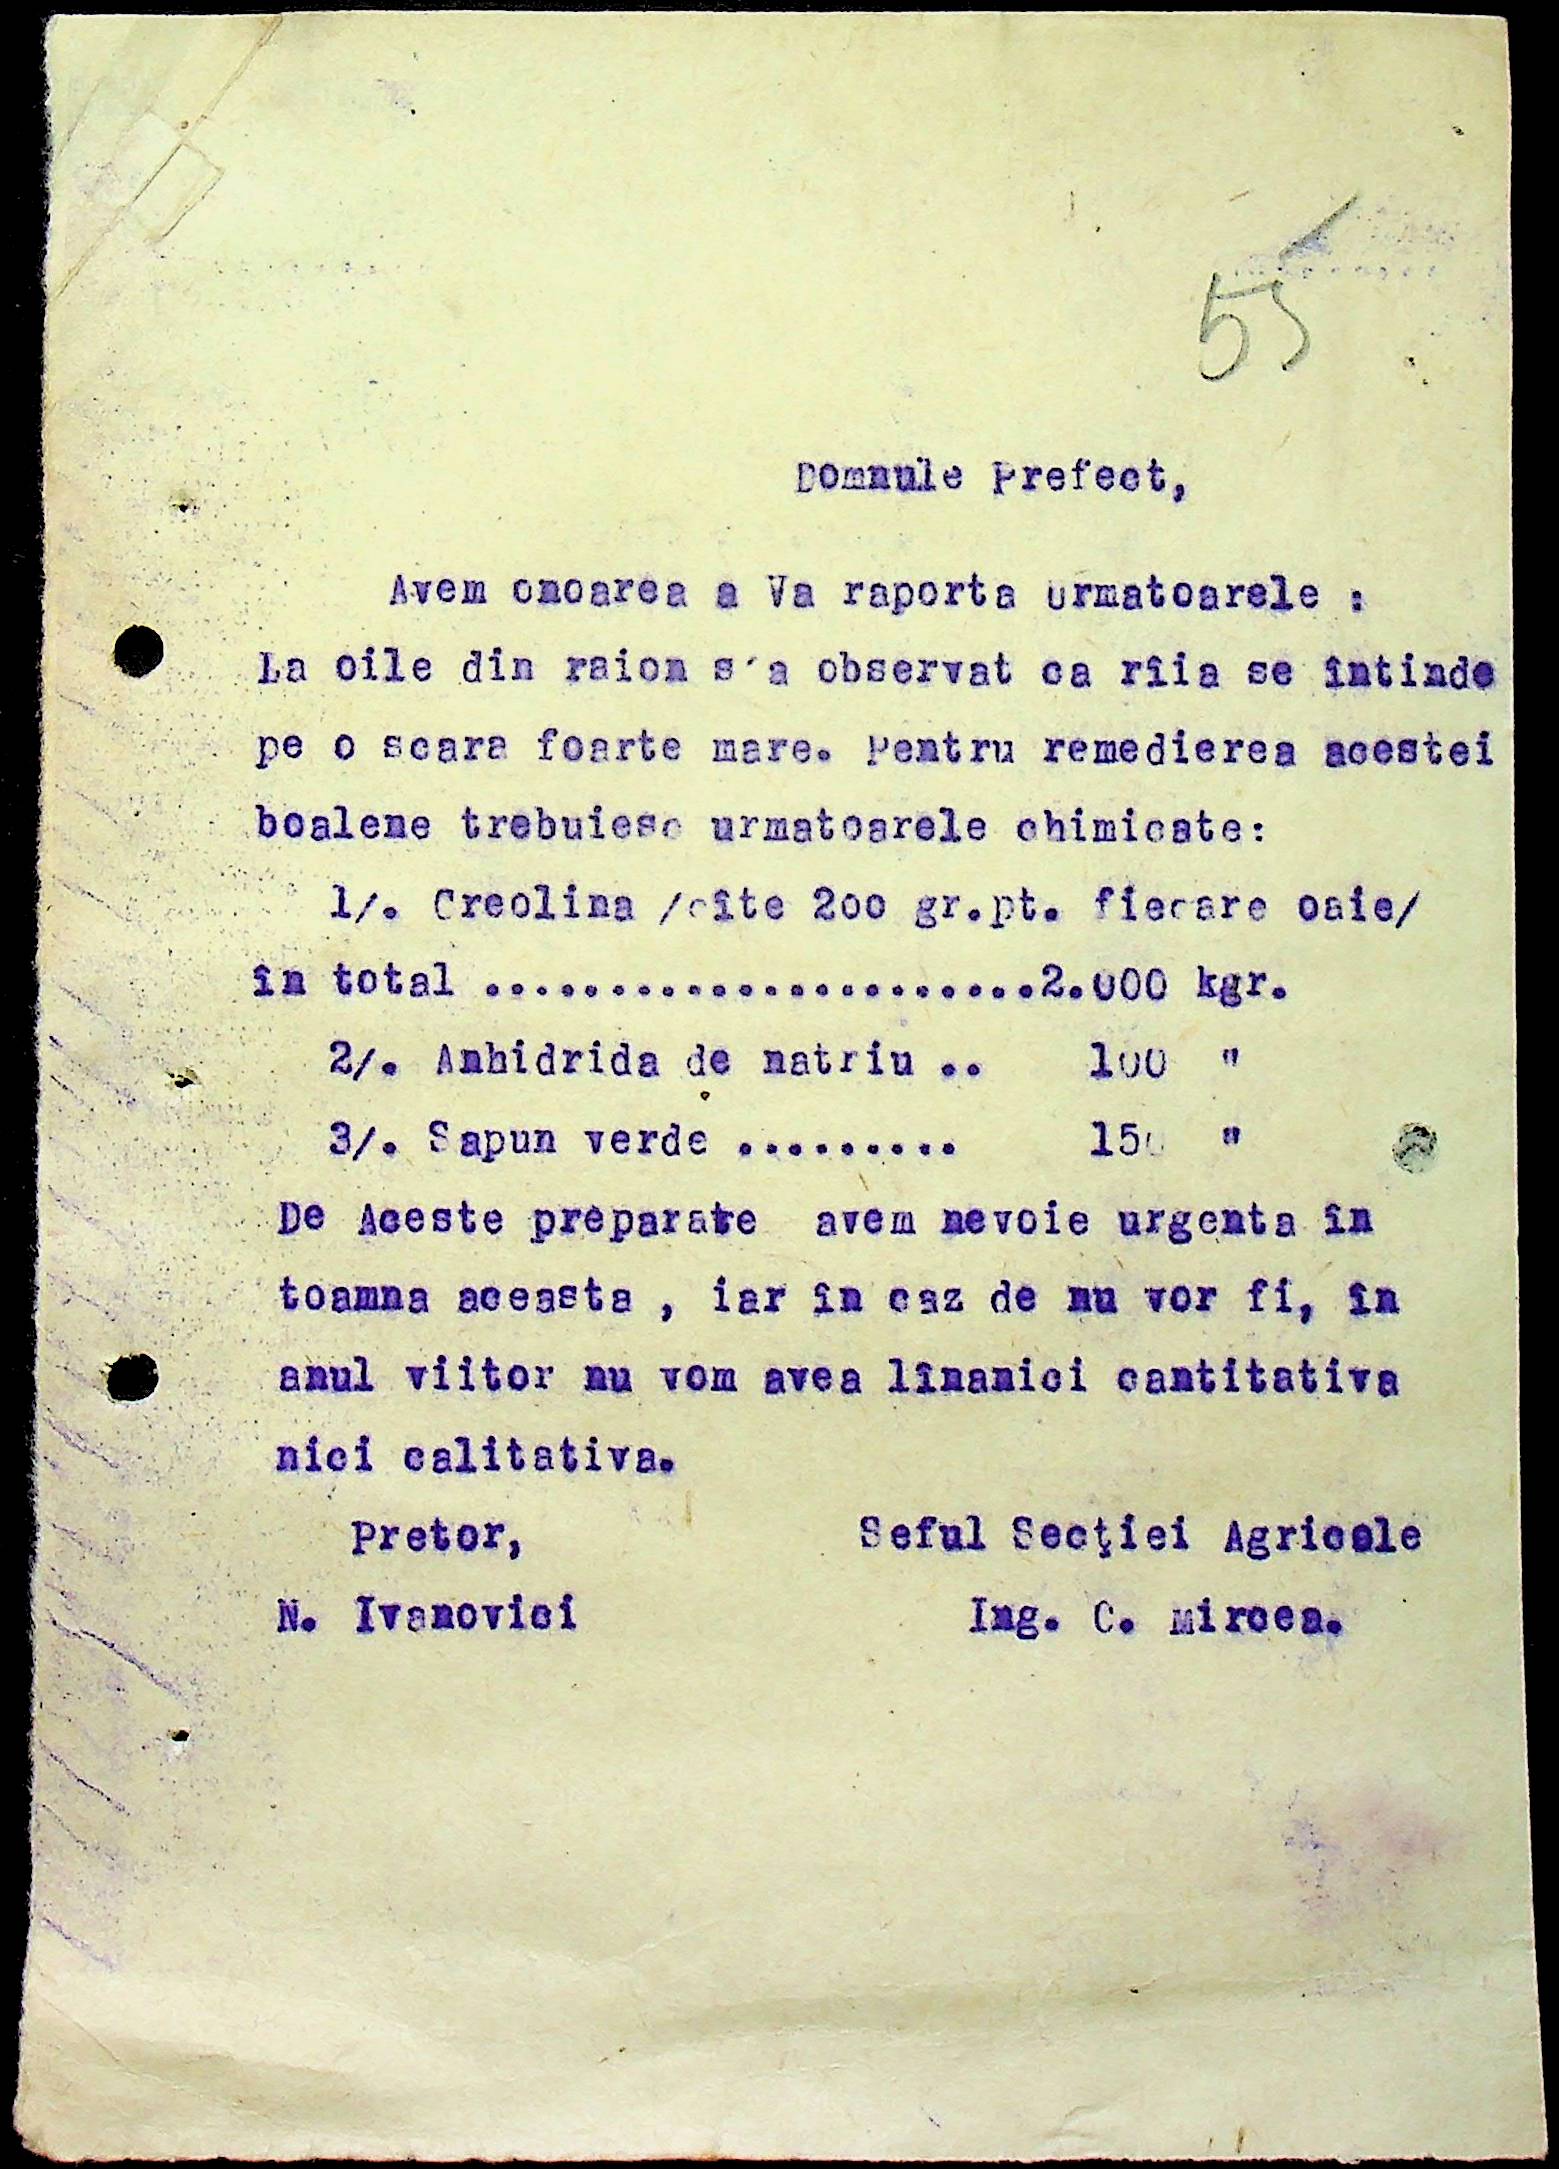 55
Domnule Prefect,
Avem onoarea a Va raporta urmatoarele :
La oile din raion s´a observat ca rîia se întinde
pe o scara foarte mare. Pentru remedierea acestei
boalene trebuiesc urmatoarele chimicate:
1/. Creolina /cîte 200 gr.pt. fiecare oaie/
în total ......................2.000 kgr.
2/. Anhidrida de natriu .. 100 "
3/. Sapun verde ......... 150 "
De Aceste preparate avem nevoie urgenta în
toamna aceasta , iar în caz de nu vor fi, în
anul viitor nu vom avea lînanici cantitativa
nici calitativa.
Pretor, Seful Secţiei Agricole
N. Ivanovici Ing. C. Mircea.